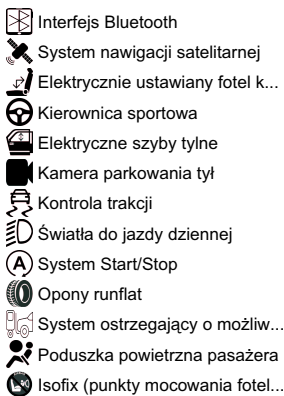 Interfejs Bluetooth
System nawigacji satelitarnej
Elektrycznie ustawiany fotel k...
Kierownica sportowa
Elektryczne szyby tylne
Kamera parkowania tył
Kontrola trakcji
Światła do jazdy dziennej
A System Start/Stop
Opony runflat
System ostrzegający o możliw...
Poduszka powietrzna pasażera
Isofix (punkty mocowania fotel...